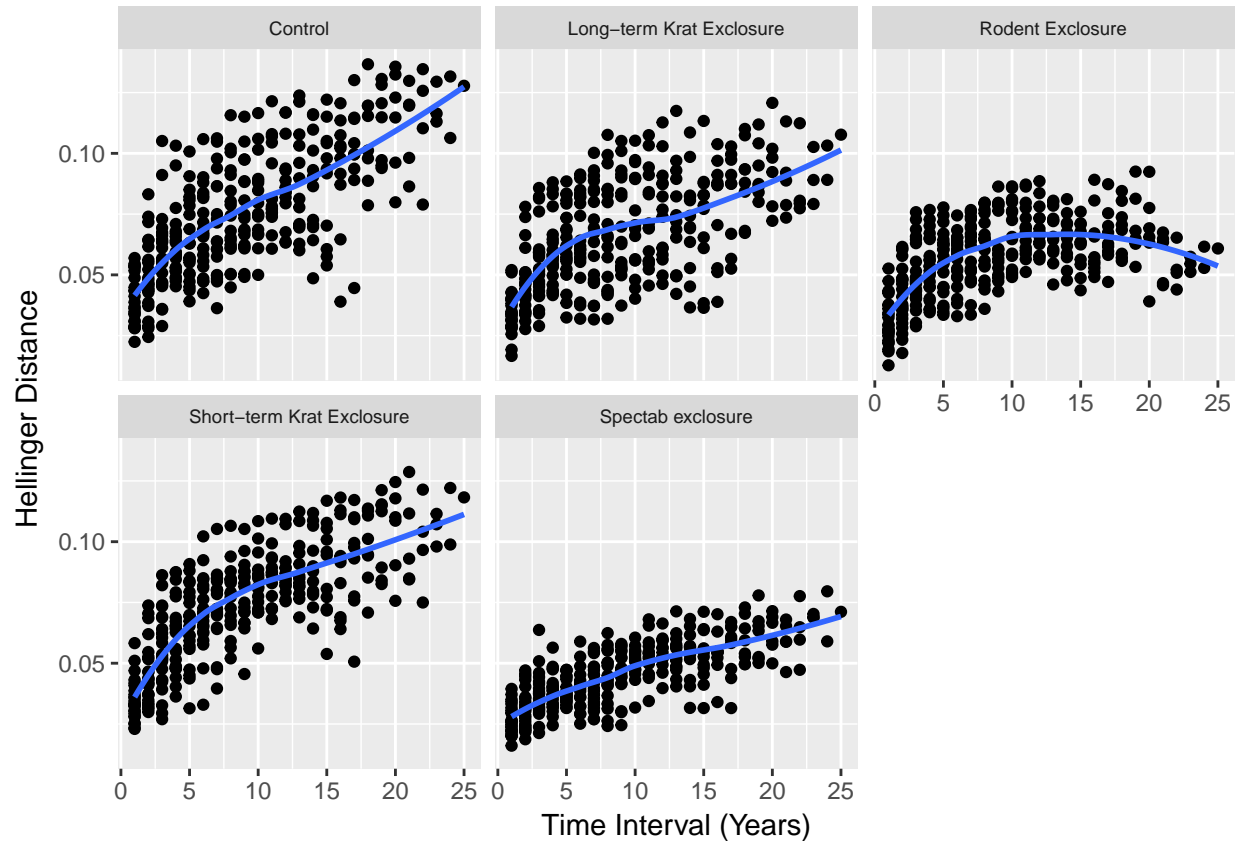 Control
Long−term Krat Exclosure
Rodent Exclosure
0.10
0.05
0 5 10 15 20 25
Short−term Krat Exclosure
Spectab exclosure
0.10
0.05
0 5 10 15 20 25
0 5 10 15 20 25
Time Interval (Years)
Hellinger Distance